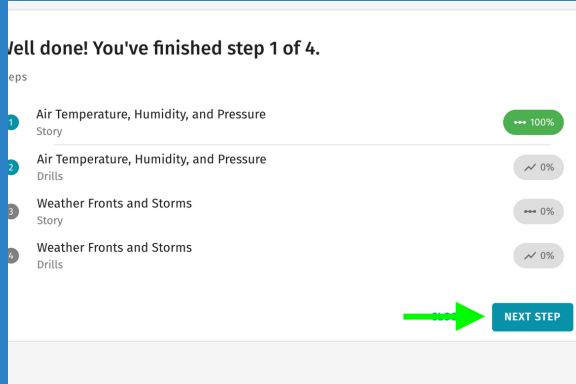 Well done! You've finished step 1 of 4.
eps
1
Air Temperature, Humidity, and Pressure
Story
100%
2
Air Temperature, Humidity, and Pressure
Drills
0%
3
Weather Fronts and Storms
Story
0%
4
Weather Fronts and Storms
Drills
0%
NEXT STEP